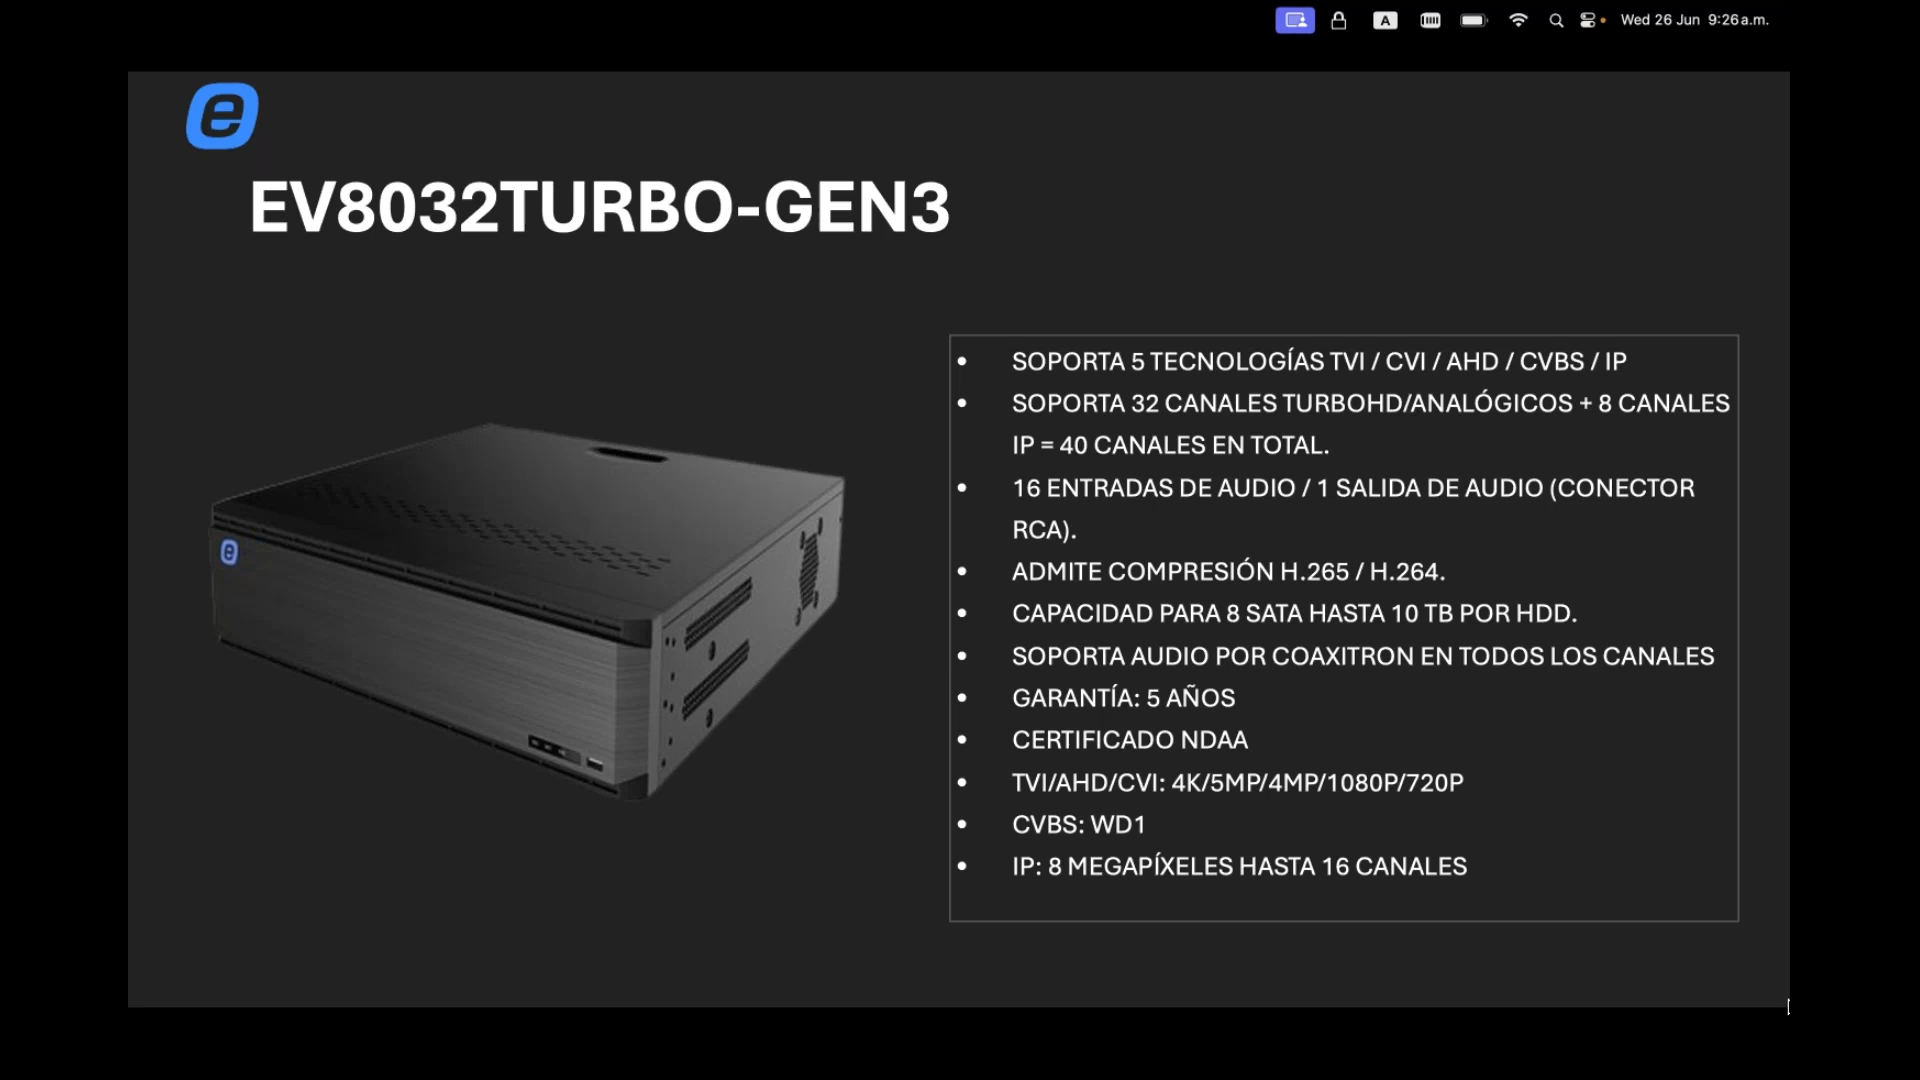 A
Wed 26 Jun 9:26 a.m.
e
EV8032TURBO-GEN3
• SOPORTA 5 TECNOLOGÍAS TVI / CVI / AHD / CVBS / IP
• SOPORTA 32 CANALES TURBOHD/ANALÓGICOS + 8 CANALES
IP = 40 CANALES EN TOTAL.
• 16 ENTRADAS DE AUDIO / 1 SALIDA DE AUDIO (CONECTOR
RCA).
• ADMITE COMPRESIÓN H.265 / H.264.
• CAPACIDAD PARA 8 SATA HASTA 10 TB POR HDD.
• SOPORTA AUDIO POR COAXITRON EN TODOS LOS CANALES
• GARANTÍA: 5 AÑOS
• CERTIFICADO NDAA
• TVI/AHD/CVI: 4K/5MP/4MP/1080P/720P
• CVBS: WD1
• IP: 8 MEGAPÍXELES HASTA 16 CANALES
e